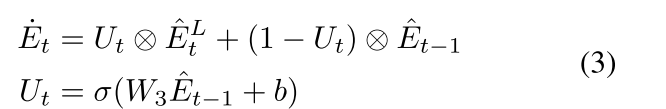 Ė_t = U_t ⊗ Ê_t^L + (1 − U_t) ⊗ Ê_{t−1}
U_t = σ(W_3 Ê_{t−1} + b)
(3)